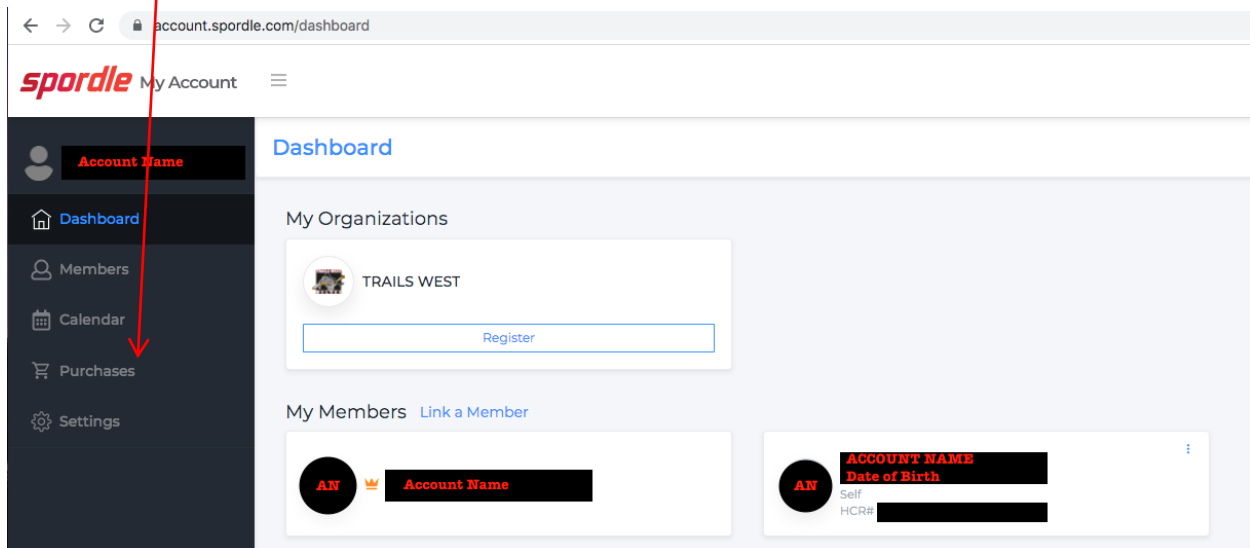 account.spordle.com/dashboard
spordle My Account
Account Name
Dashboard
Members
Calendar
Purchases
Settings
Dashboard
My Organizations
TRAILS WEST
Register
My Members Link a Member
AN Account Name
AN
ACCOUNT NAME
Date of Birth
Self
HCR#